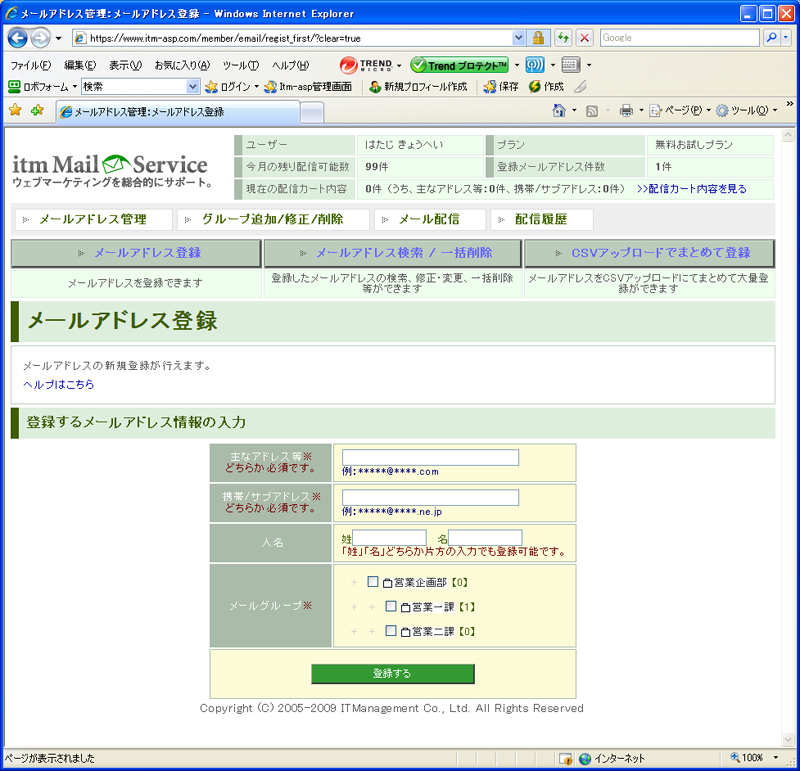 メールアドレス管理:メールアドレス登録 - Windows Internet Explorer
https://www.itm-asp.com/member/email/regist_first/?clear=true
Google
ファイル(F) 編集(E) 表示(V) お気に入り(A) ツール(T) ヘルプ(H) TREND MICRO Trend プロテクト™
ロボフォーム 検索 ログイン Itm-asp管理画面 新規プロフィール作成 保存 作成
メールアドレス管理:メールアドレス登録 ページ(P) ツール(O) »
itm Mail Service
ウェブマーケティングを総合的にサポート。
ユーザー はたじ きょうへい プラン 無料お試しプラン
今月の残り配信可能数 99件 登録メールアドレス件数 1件
現在の配信カート内容 0件(うち、主なアドレス等:0件、携帯/サブアドレス:0件) >>配信カート内容を見る
メールアドレス管理 グループ追加/修正/削除 メール配信 配信履歴
メールアドレス登録 メールアドレス検索 / 一括削除 CSVアップロードでまとめて登録
メールアドレスを登録できます
登録したメールアドレスの検索、修正・変更、一括削除
等ができます
メールアドレスをCSVアップロードにてまとめて大量登
録ができます
メールアドレス登録
メールアドレスの新規登録が行えます。
ヘルプはこちら
登録するメールアドレス情報の入力
主なアドレス等※
どちらか必須です。
例:*****@****.com
携帯/サブアドレス※
どちらか必須です。
例:*****@****.ne.jp
人名
姓 名
「姓」「名」どちらか片方の入力でも登録可能です。
メールグループ※
+ 営業企画部【0】
+ + 営業一課【1】
+ + 営業二課【0】
登録する
Copyright (C) 2005-2009 ITManagement Co., Ltd. All Rights Reserved
ページが表示されました インターネット 100%